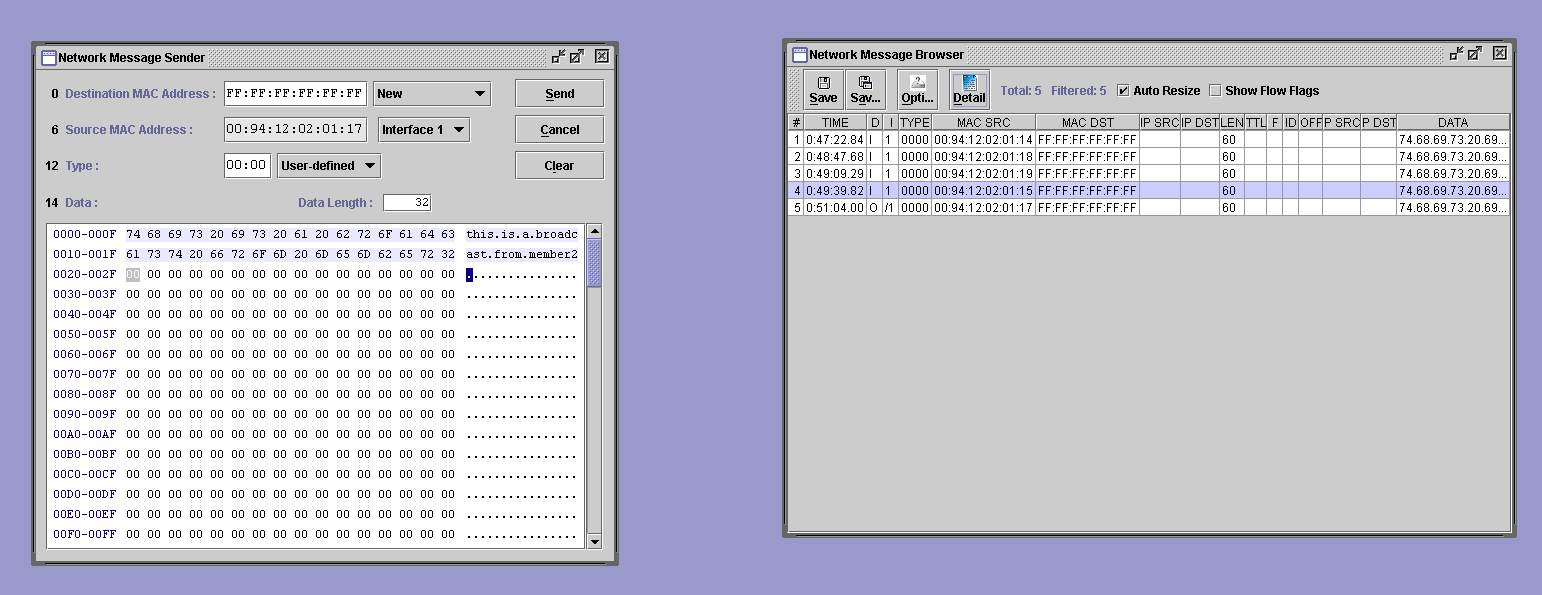 Network Message Sender
0 Destination MAC Address : FF:FF:FF:FF:FF:FF New Send
6 Source MAC Address : 00:94:12:02:01:17 Interface 1 Cancel
12 Type : 00:00 User-defined Clear
14 Data : Data Length : 32
0000-000F 74 68 69 73 20 69 73 20 61 20 62 72 6F 61 64 63 this.is.a.broadc
0010-001F 61 73 74 20 66 72 6F 6D 20 6D 65 6D 62 65 72 32 ast.from.member2
0020-002F 00 00 00 00 00 00 00 00 00 00 00 00 00 00 00 00 ................
0030-003F 00 00 00 00 00 00 00 00 00 00 00 00 00 00 00 00 ................
0040-004F 00 00 00 00 00 00 00 00 00 00 00 00 00 00 00 00 ................
0050-005F 00 00 00 00 00 00 00 00 00 00 00 00 00 00 00 00 ................
0060-006F 00 00 00 00 00 00 00 00 00 00 00 00 00 00 00 00 ................
0070-007F 00 00 00 00 00 00 00 00 00 00 00 00 00 00 00 00 ................
0080-008F 00 00 00 00 00 00 00 00 00 00 00 00 00 00 00 00 ................
0090-009F 00 00 00 00 00 00 00 00 00 00 00 00 00 00 00 00 ................
00A0-00AF 00 00 00 00 00 00 00 00 00 00 00 00 00 00 00 00 ................
00B0-00BF 00 00 00 00 00 00 00 00 00 00 00 00 00 00 00 00 ................
00C0-00CF 00 00 00 00 00 00 00 00 00 00 00 00 00 00 00 00 ................
00D0-00DF 00 00 00 00 00 00 00 00 00 00 00 00 00 00 00 00 ................
00E0-00EF 00 00 00 00 00 00 00 00 00 00 00 00 00 00 00 00 ................
00F0-00FF 00 00 00 00 00 00 00 00 00 00 00 00 00 00 00 00 ................
Network Message Browser
Save Sav... Opti... Detail Total: 5 Filtered: 5 Auto Resize Show Flow Flags
# TIME D I TYPE MAC SRC MAC DST IP SRC IP DST LEN TTL F ID OFF P SRC P DST DATA
1 0:47:22.84 I 1 0000 00:94:12:02:01:14 FF:FF:FF:FF:FF:FF 60 74.68.69.73.20.69...
2 0:48:47.68 I 1 0000 00:94:12:02:01:18 FF:FF:FF:FF:FF:FF 60 74.68.69.73.20.69...
3 0:49:09.29 I 1 0000 00:94:12:02:01:19 FF:FF:FF:FF:FF:FF 60 74.68.69.73.20.69...
4 0:49:39.82 I 1 0000 00:94:12:02:01:15 FF:FF:FF:FF:FF:FF 60 74.68.69.73.20.69...
5 0:51:04.00 O /1 0000 00:94:12:02:01:17 FF:FF:FF:FF:FF:FF 60 74.68.69.73.20.69...